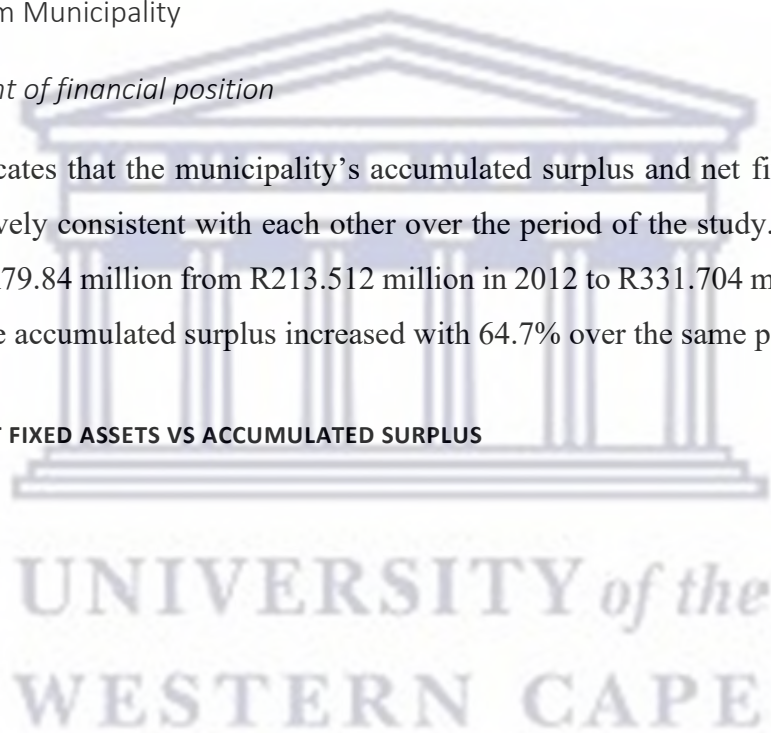 m Municipality
nt of financial position
cates that the municipality's accumulated surplus and net fi
vely consistent with each other over the period of the study.
79.84 million from R213.512 million in 2012 to R331.704 m
e accumulated surplus increased with 64.7% over the same p
T FIXED ASSETS VS ACCUMULATED SURPLUS
UNIVERSITY of the
WESTERN CAPE